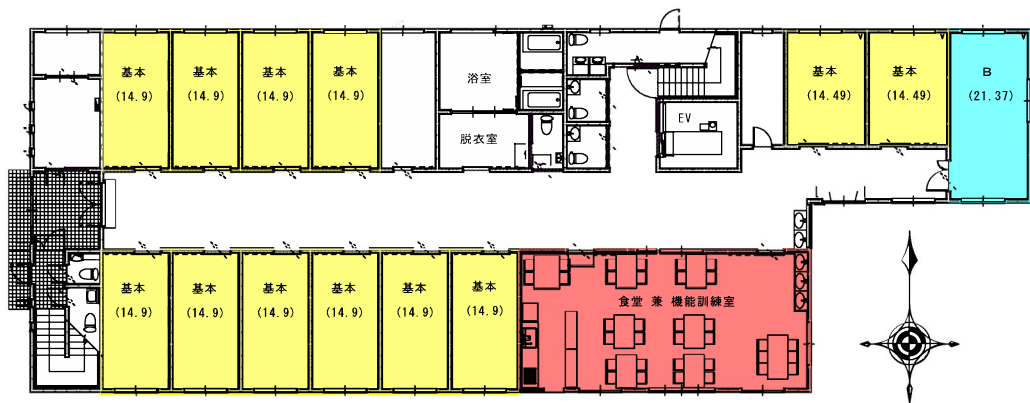 基本
(14.9)
基本
(14.9)
基本
(14.9)
基本
(14.9)
浴室
脱衣室
EV
基本
(14.49)
基本
(14.49)
B
(21.37)
基本
(14.9)
基本
(14.9)
基本
(14.9)
基本
(14.9)
基本
(14.9)
基本
(14.9)
食堂 兼 機能訓練室